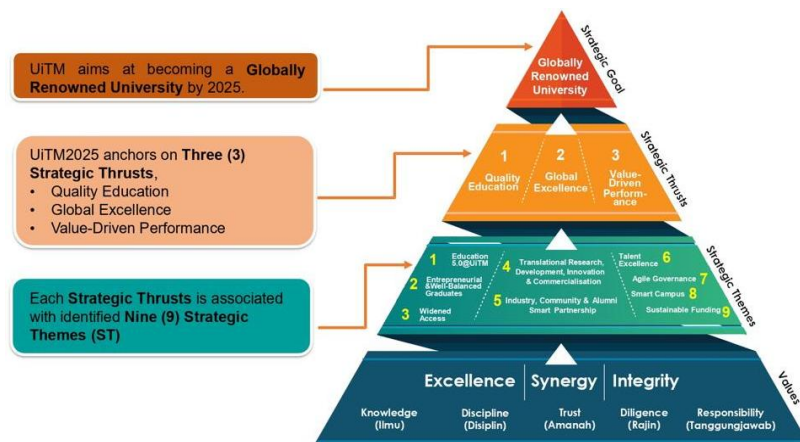 UiTM aims at becoming a Globally
Renowned University by 2025.
UiTM2025 anchors on Three (3)
Strategic Thrusts,
• Quality Education
• Global Excellence
• Value-Driven Performance
Each Strategic Thrusts is associated
with identified Nine (9) Strategic
Themes (ST)
Globally
Renowned
University
Strategic Goal
1
Quality
Education
2
Global
Excellence
3
Value-
Driven
Perform-
ance
Strategic Thrusts
1 Education
5.0@UiTM
2 Entrepreneurial
&Well-Balanced
Graduates
3 Widened
Access
4 Translational Research,
Development, Innovation
& Commercialisation
5 Industry, Community & Alumni
Smart Partnership
Talent
Excellence 6
Agile Governance 7
Smart Campus 8
Sustainable Funding 9
Strategic Themes
Excellence Synergy Integrity
Knowledge
(Ilmu)
Discipline
(Disiplin)
Trust
(Amanah)
Diligence
(Rajin)
Responsibility
(Tanggungjawab)
Values